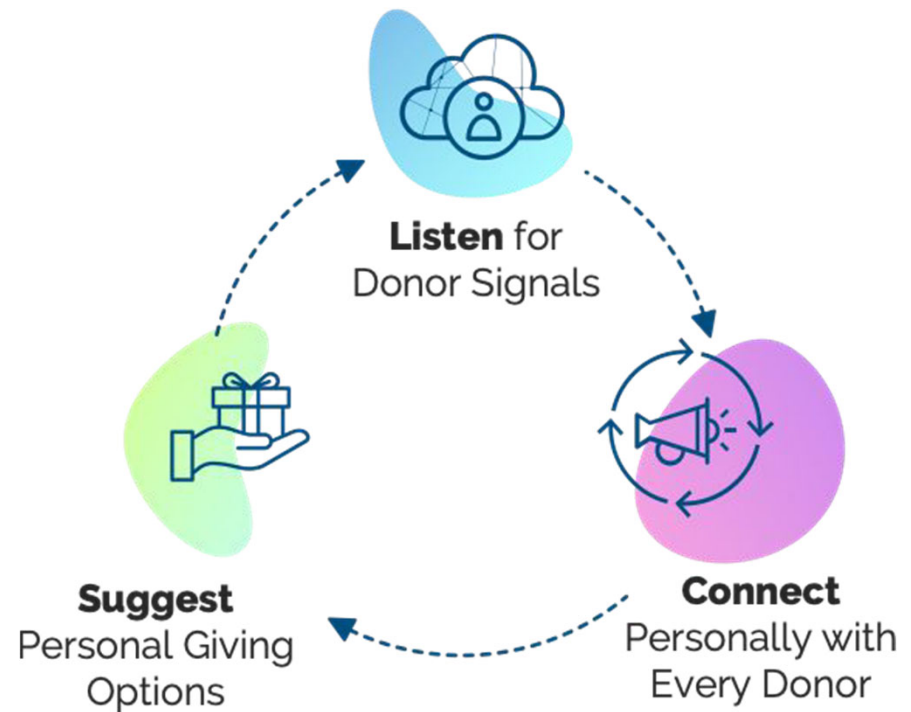 Listen for
Donor Signals
Connect
Personally with
Every Donor
Suggest
Personal Giving
Options